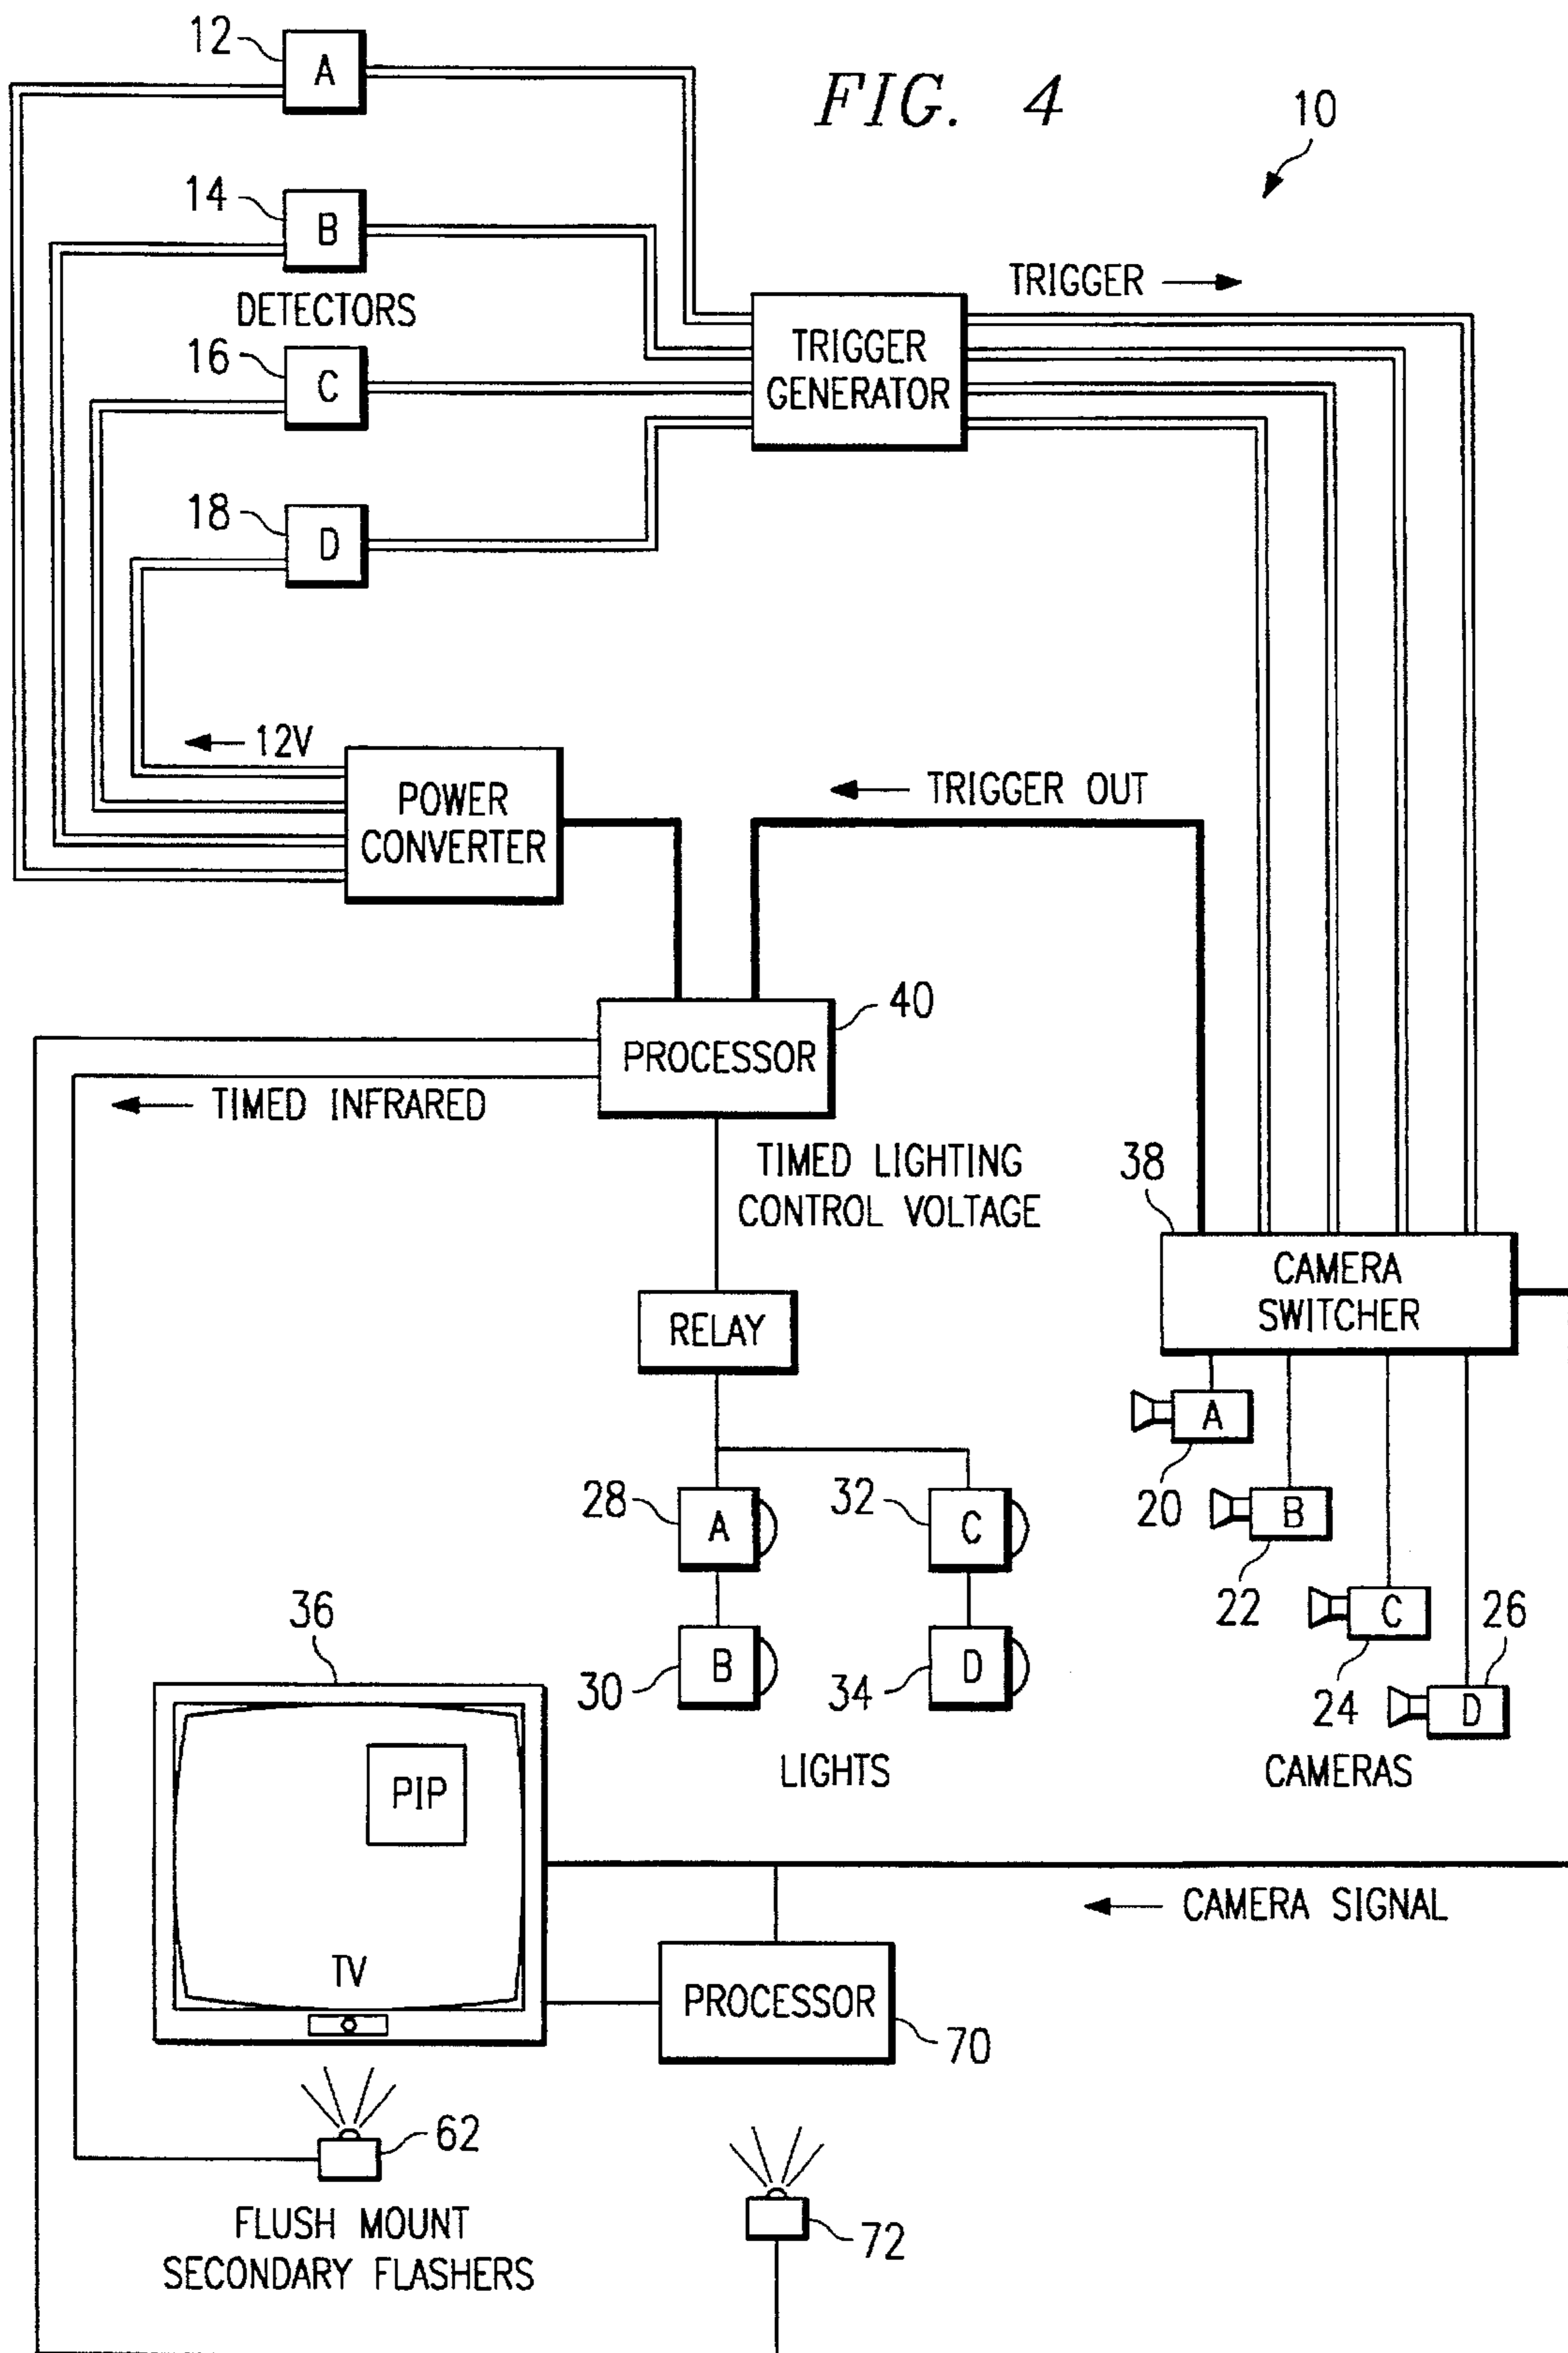 FIG. 4
10
12
A
14
B
DETECTORS
16
C
18
D
TRIGGER
TRIGGER
GENERATOR
12V
POWER
CONVERTER
TRIGGER OUT
40
PROCESSOR
TIMED INFRARED
TIMED LIGHTING
CONTROL VOLTAGE
38
CAMERA
SWITCHER
RELAY
A
20
B
22
C
24
D
26
CAMERAS
28
A
32
C
30
B
34
D
LIGHTS
36
PIP
TV
CAMERA SIGNAL
PROCESSOR
70
62
FLUSH MOUNT
SECONDARY FLASHERS
72